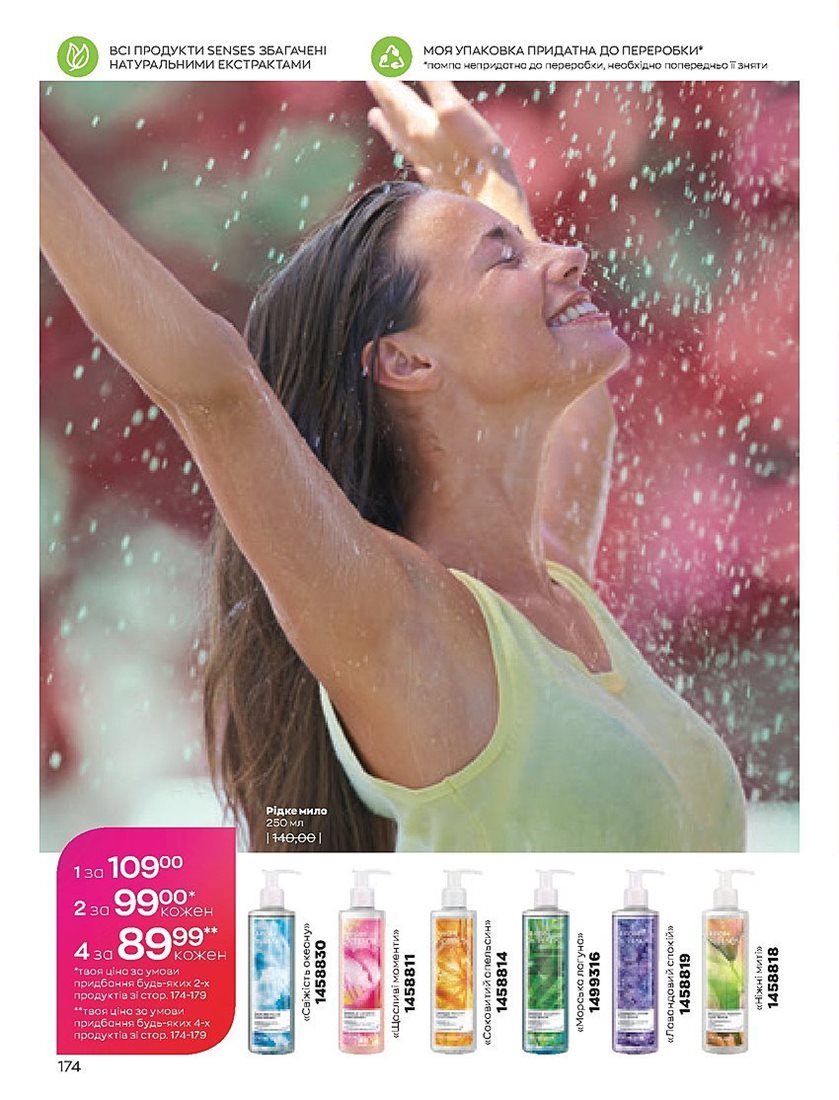 ВСІ ПРОДУКТИ SENSES ЗБАГАЧЕНІ
НАТУРАЛЬНИМИ ЕКСТРАКТАМИ
МОЯ УПАКОВКА ПРИДАТНА ДО ПЕРЕРОБКИ*
*помпа непридатна до переробки, необхідно попередньо її зняти
Рідке мило
250 мл
| 140,00 |
1 за 109⁰⁰
2 за 99⁰⁰* кожен
4 за 89⁹⁹** кожен
*твоя ціна за умови
придбання будь-яких 2-х
продуктів зі стор. 174-179
**твоя ціна за умови
придбання будь-яких 4-х
продуктів зі стор. 174-179
«Свіжість океану»
1458830
«Щасливі моменти»
1458811
«Соковитий апельсин»
1458814
«Морська лагуна»
1499316
«Лавандовий спокій»
1458819
«Ніжні миті»
1458818
174